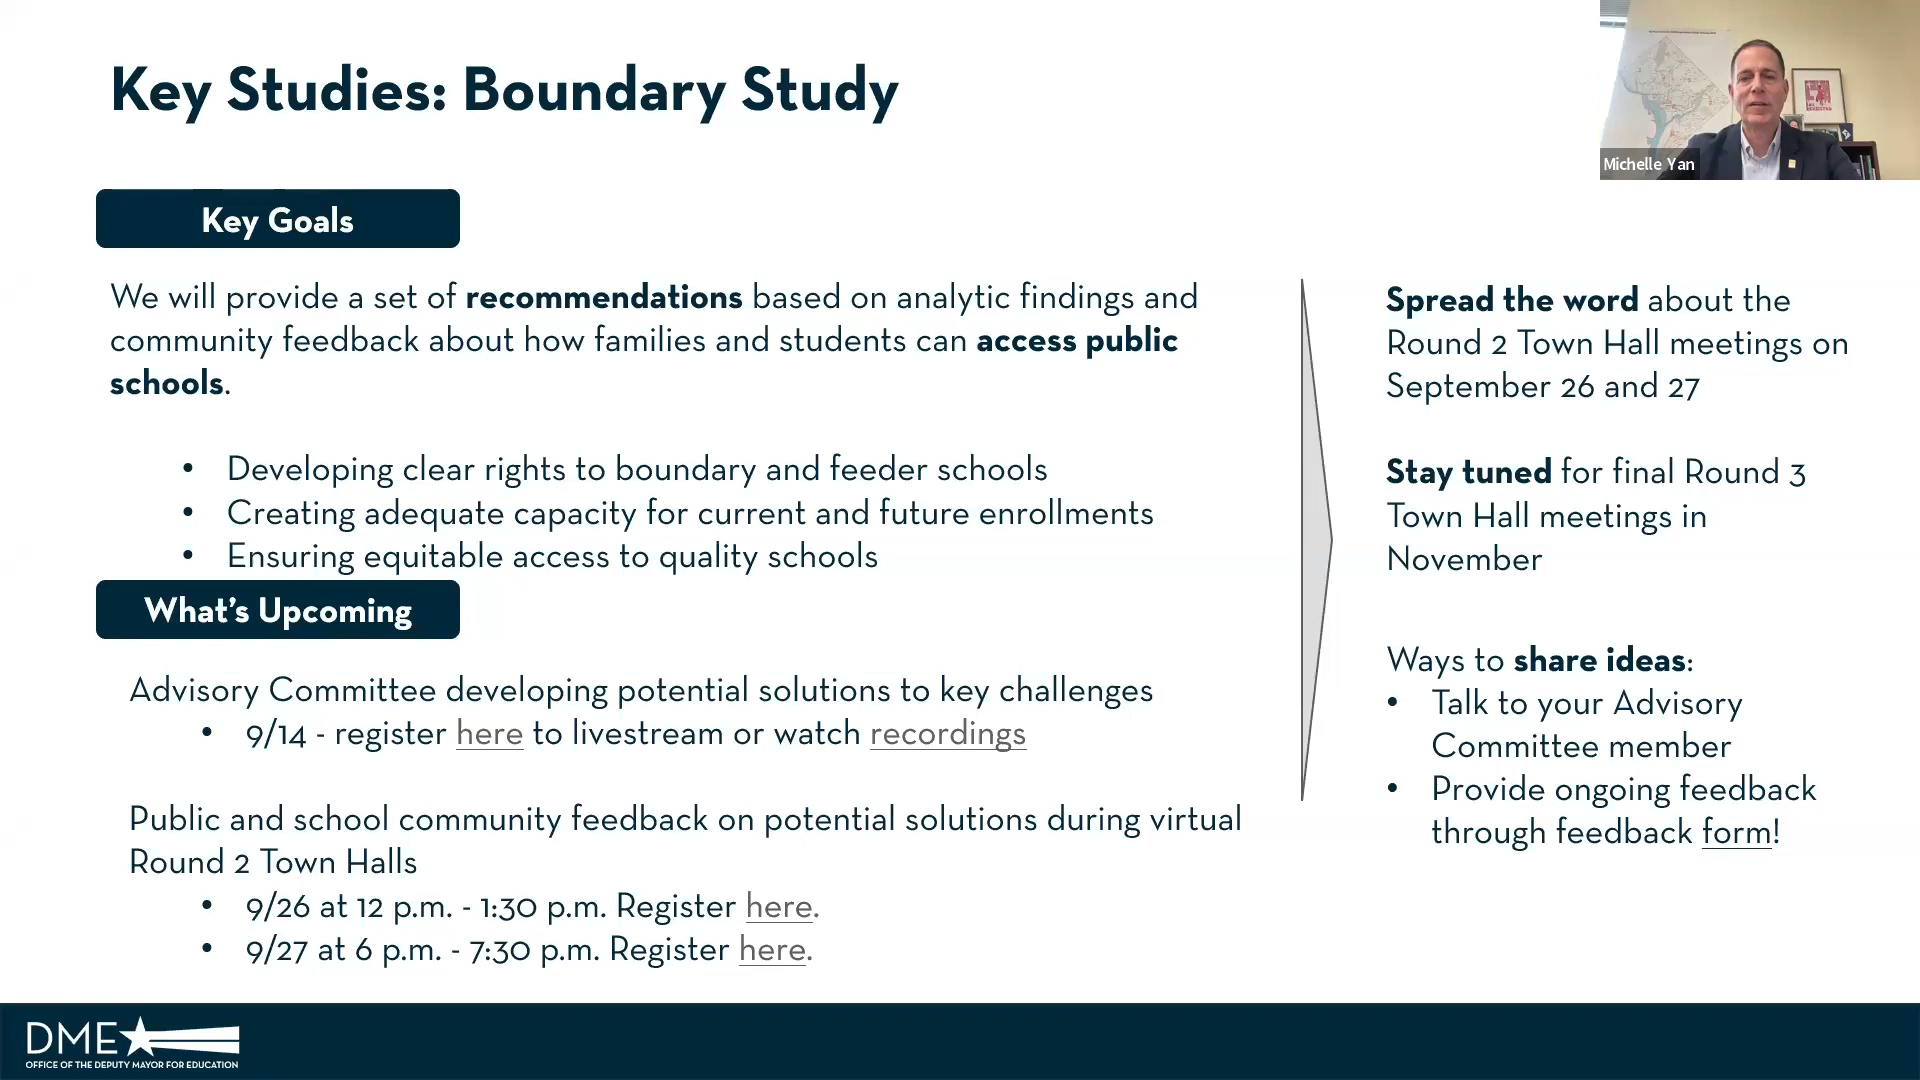 Key Studies: Boundary Study
Michelle Yan
Key Goals
We will provide a set of recommendations based on analytic findings and
community feedback about how families and students can access public
schools.
• Developing clear rights to boundary and feeder schools
• Creating adequate capacity for current and future enrollments
• Ensuring equitable access to quality schools
What's Upcoming
Advisory Committee developing potential solutions to key challenges
• 9/14 - register here to livestream or watch recordings
Public and school community feedback on potential solutions during virtual
Round 2 Town Halls
• 9/26 at 12 p.m. - 1:30 p.m. Register here.
• 9/27 at 6 p.m. - 7:30 p.m. Register here.
Spread the word about the
Round 2 Town Hall meetings on
September 26 and 27
Stay tuned for final Round 3
Town Hall meetings in
November
Ways to share ideas:
• Talk to your Advisory
Committee member
• Provide ongoing feedback
through feedback form!
DME
OFFICE OF THE DEPUTY MAYOR FOR EDUCATION